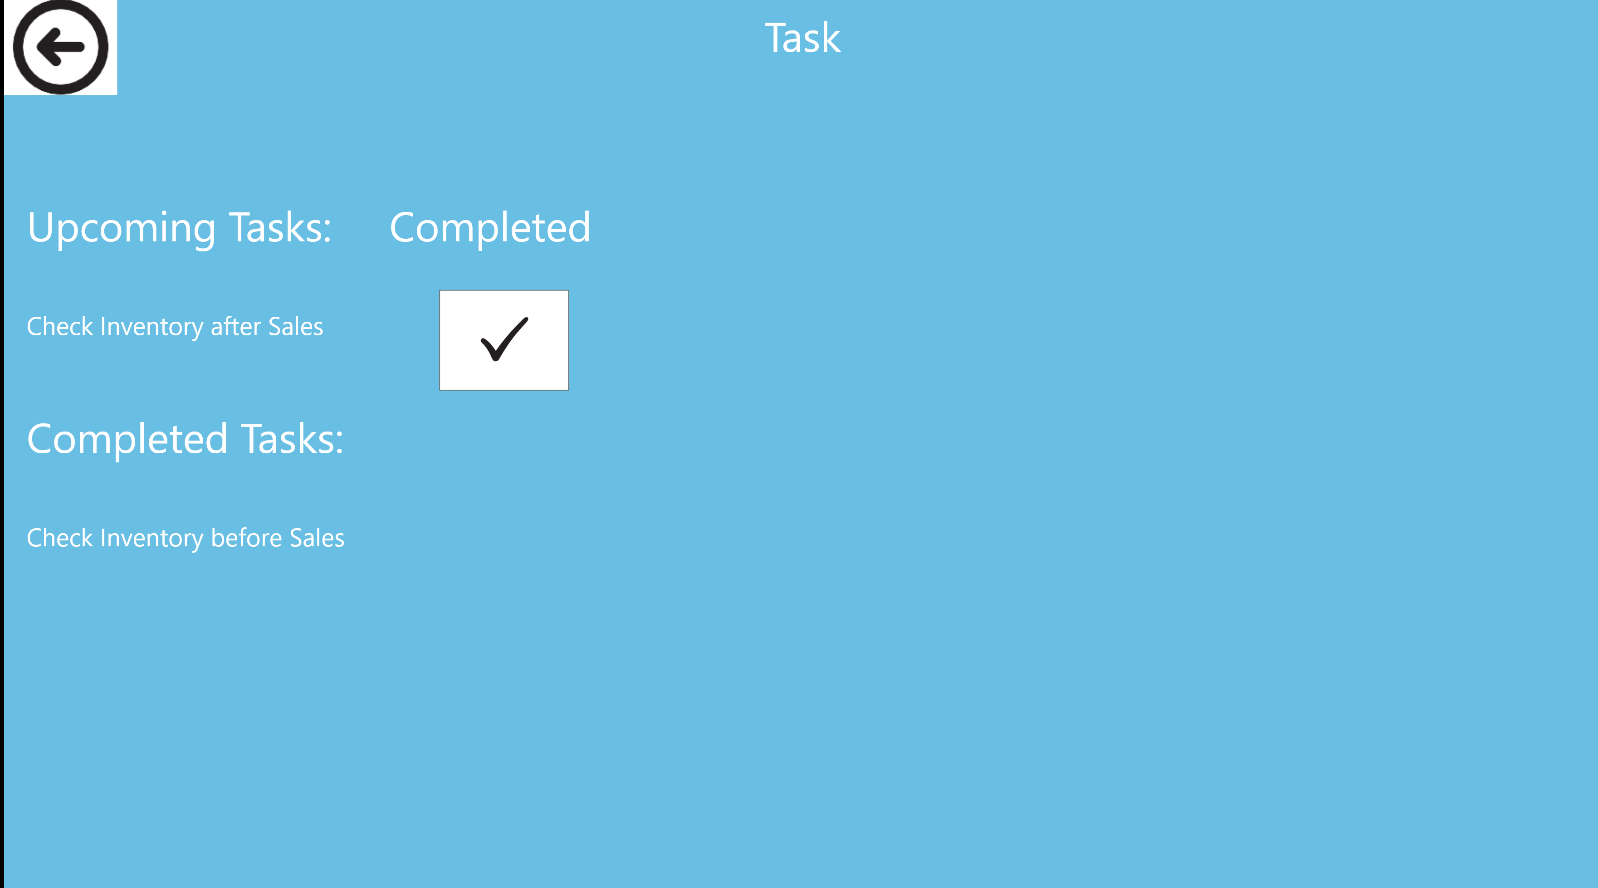 Task
Upcoming Tasks: Completed
Check Inventory after Sales
Completed Tasks:
Check Inventory before Sales